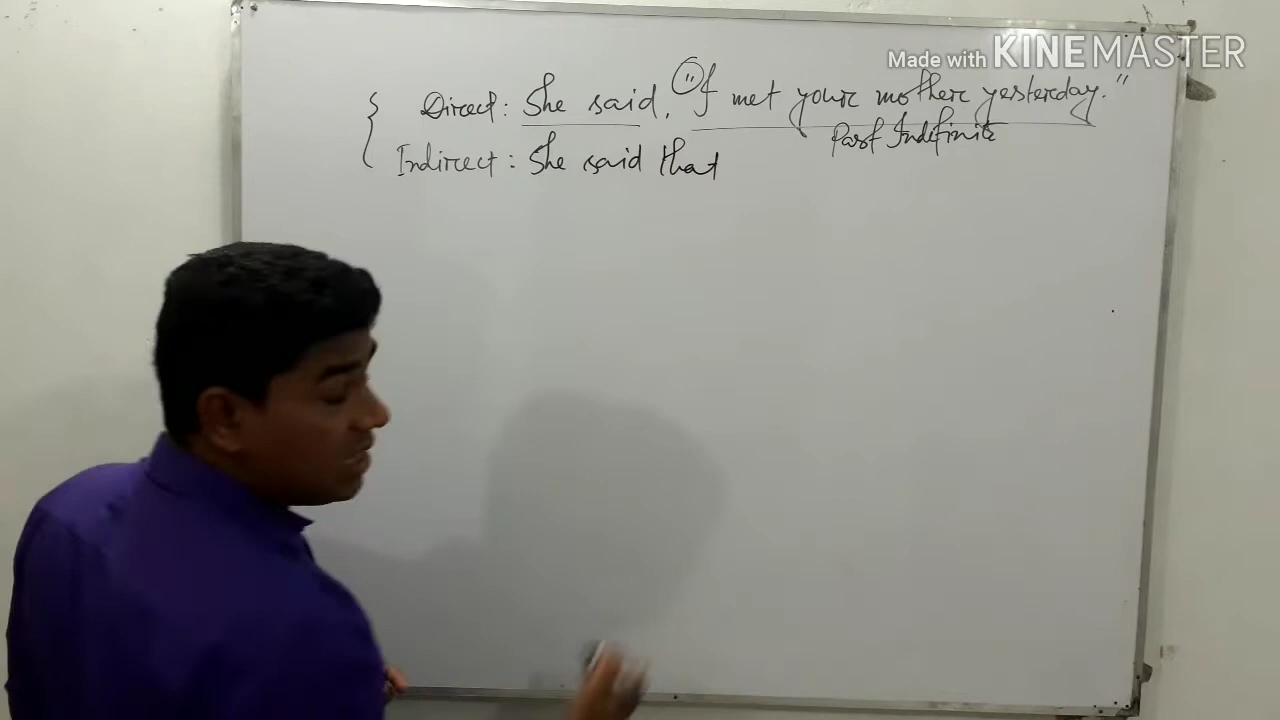 Made with KINEMASTER
Direct: She said, "I met your mother yesterday."
Past Indefinite
Indirect: She said that